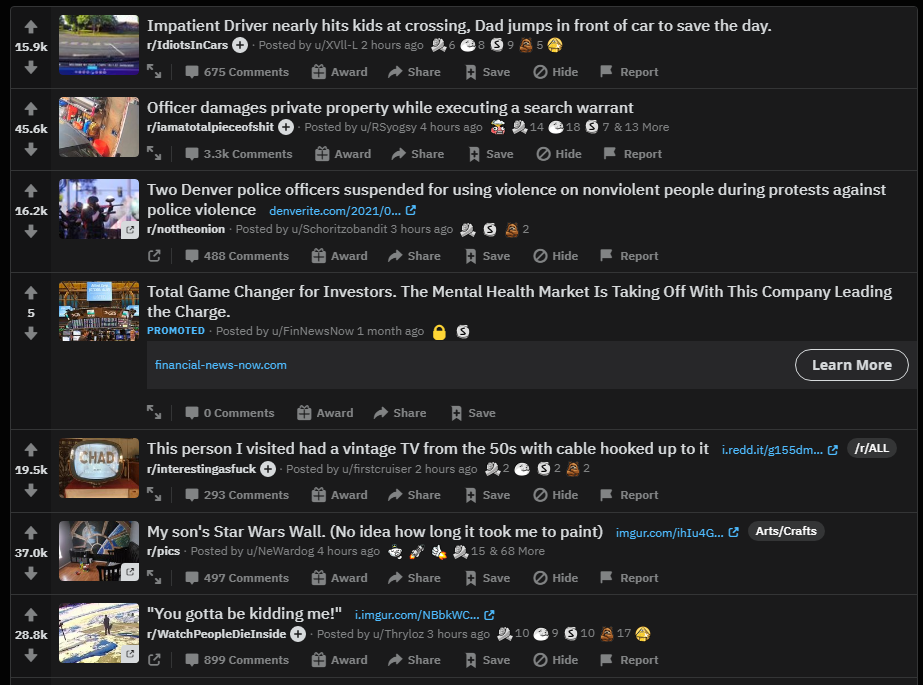 Impatient Driver nearly hits kids at crossing, Dad jumps in front of car to save the day.
15.9k
r/IdiotsInCars · Posted by u/XVll-L 2 hours ago 6 8 9 5
675 Comments Award Share Save Hide Report
Officer damages private property while executing a search warrant
45.6k
r/iamatotalpieceofshit · Posted by u/RSyogsy 4 hours ago 14 18 7 & 13 More
3.3k Comments Award Share Save Hide Report
Two Denver police officers suspended for using violence on nonviolent people during protests against
16.2k
police violence denverite.com/2021/0...
r/nottheonion · Posted by u/Schoritzobandit 3 hours ago 2
488 Comments Award Share Save Hide Report
Total Game Changer for Investors. The Mental Health Market Is Taking Off With This Company Leading
5
the Charge.
PROMOTED · Posted by u/FinNewsNow 1 month ago
financial-news-now.com Learn More
0 Comments Award Share Save
This person I visited had a vintage TV from the 50s with cable hooked up to it i.redd.it/g155dm... /r/ALL
CHAD
19.5k
r/interestingasfuck · Posted by u/firstcruiser 2 hours ago 2 2 2
293 Comments Award Share Save Hide Report
My son's Star Wars Wall. (No idea how long it took me to paint) imgur.com/ihIu4G... Arts/Crafts
37.0k
r/pics · Posted by u/NeWardog 4 hours ago 15 & 68 More
497 Comments Award Share Save Hide Report
"You gotta be kidding me!" i.imgur.com/NBbkWC...
28.8k
r/WatchPeopleDieInside · Posted by u/Thryloz 3 hours ago 10 9 10 17
899 Comments Award Share Save Hide Report